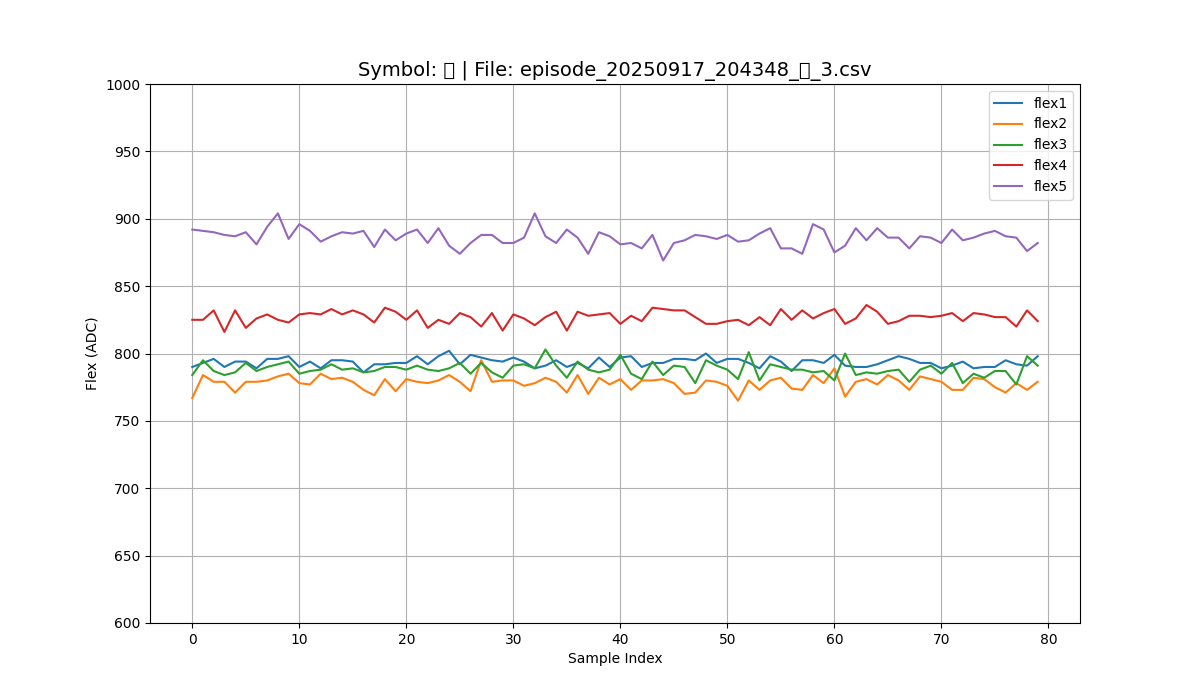 Symbol: | File: episode_20250917_204348_ _3.csv
1000
950
900
850
800
750
700
650
600
Flex (ADC)
0 10 20 30 40 50 60 70 80
Sample Index
flex1
flex2
flex3
flex4
flex5